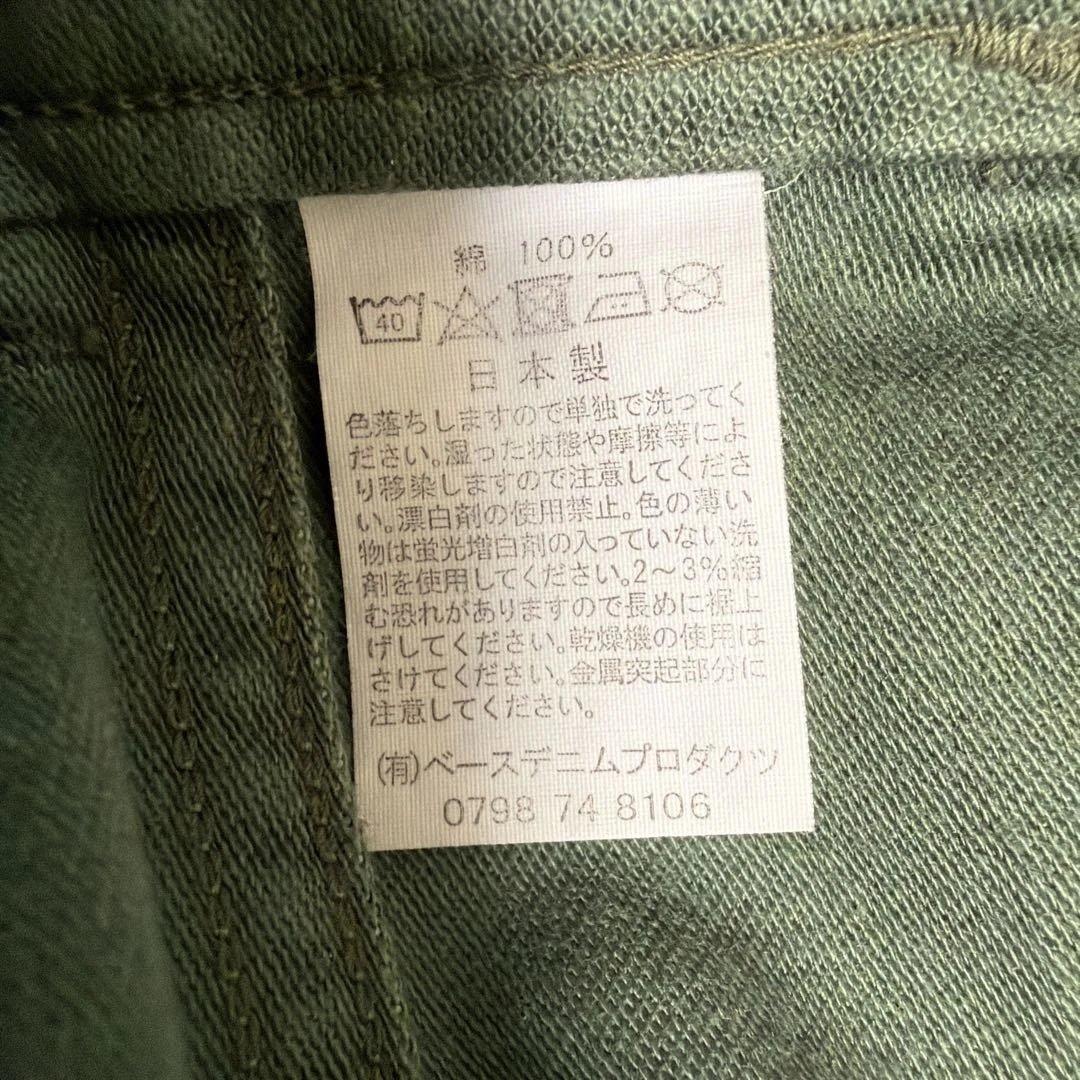 綿 100%
40
日本製
色落ちしますので単独で洗ってく
ださい。湿った状態や摩擦等によ
り移染しますので注意してくださ
い。漂白剤の使用禁止。色の薄い
物は蛍光増白剤の入っていない洗
剤を使用してください。2〜3%縮
む恐れがありますので長めに裾上
げしてください。乾燥機の使用は
さけてください。金属突起部分に
注意してください。
(有)ベースデニムプロダクツ
0798 74 8106